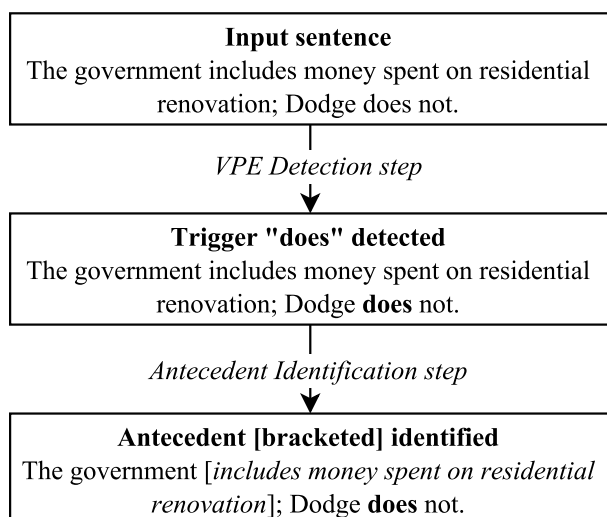 Input sentence
The government includes money spent on residential
renovation; Dodge does not.
VPE Detection step
Trigger "does" detected
The government includes money spent on residential
renovation; Dodge does not.
Antecedent Identification step
Antecedent [bracketed] identified
The government [includes money spent on residential
renovation]; Dodge does not.